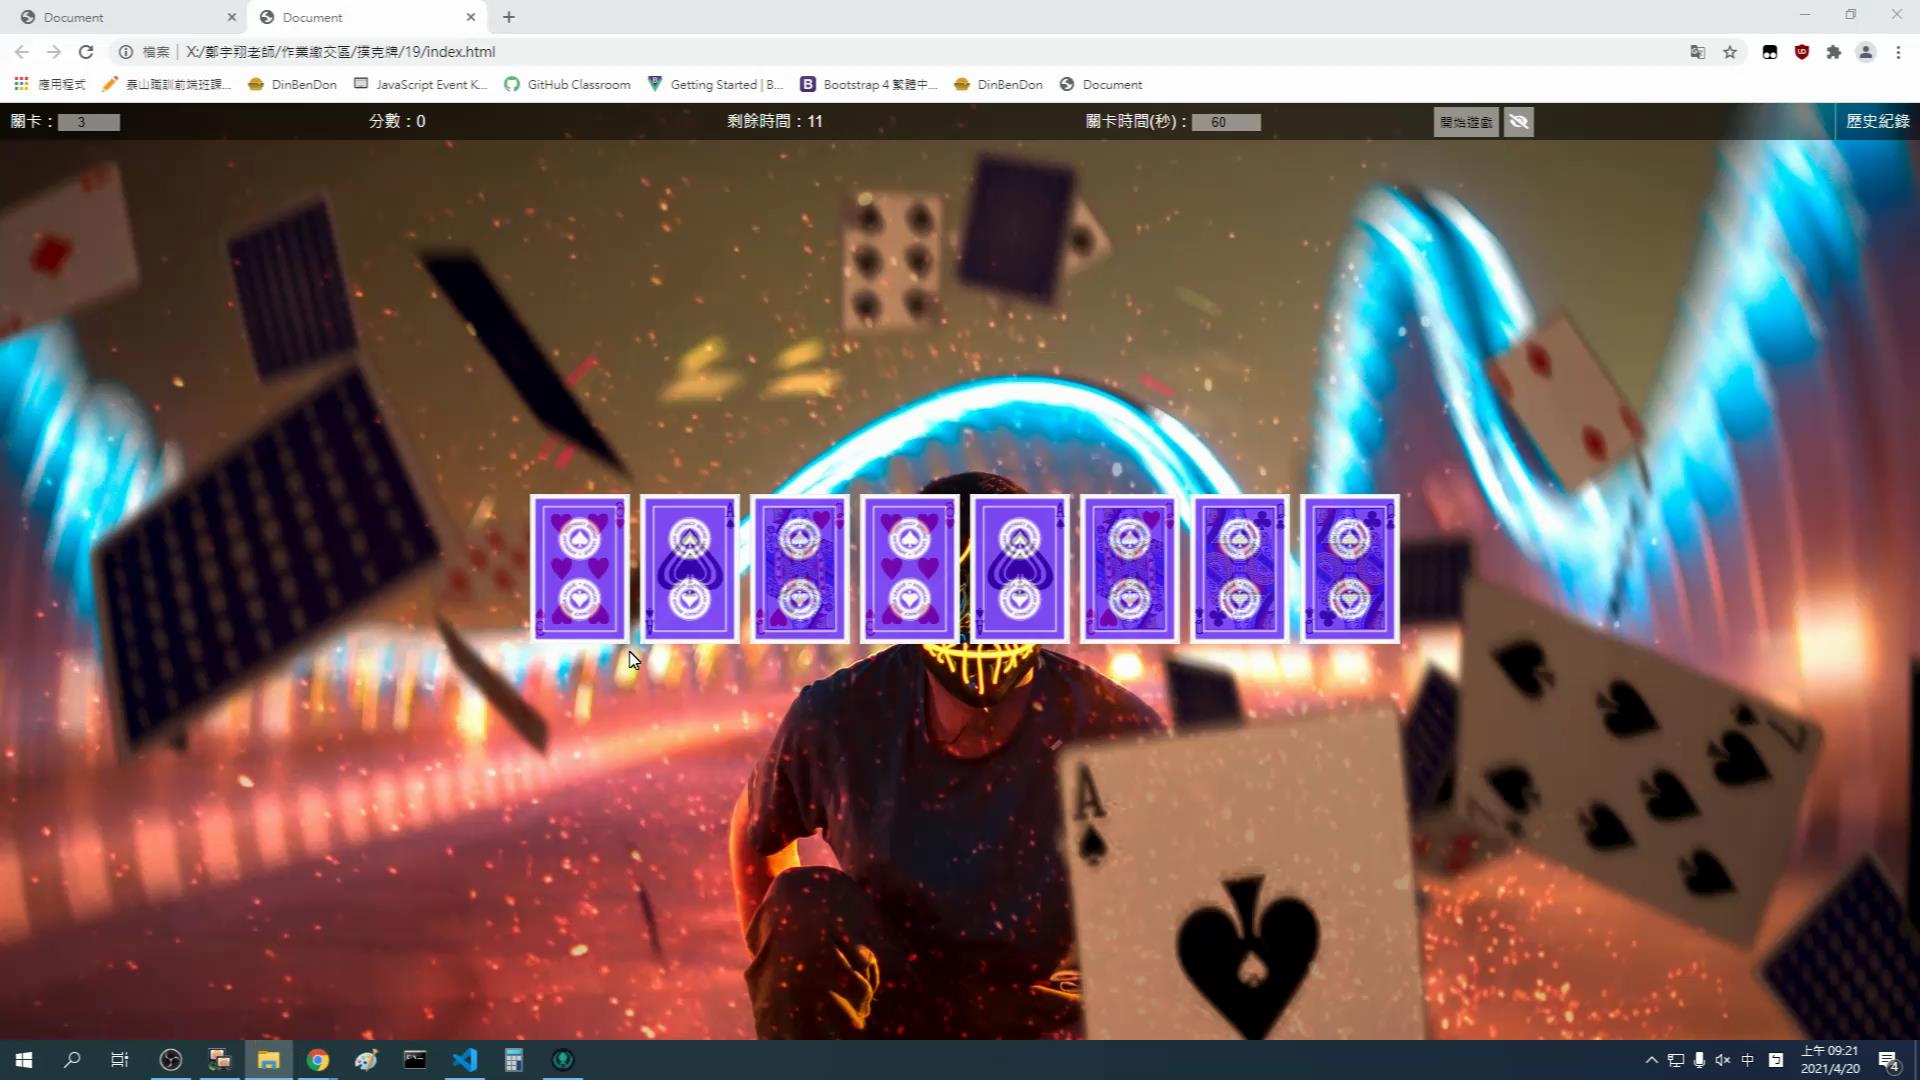 Document
Document
檔案
X:/鄭宇翔老師/作業繳交區/撲克牌/19/index.html
應用程式
泰山職訓前端班課...
DinBenDon
JavaScript Event K...
GitHub Classroom
Getting Started | B...
Bootstrap 4 繁體中...
DinBenDon
Document
關卡：3
分數：0
剩餘時間：11
關卡時間(秒)：60
開始遊戲
歷史紀錄
A
中
上午 09:21
2021/4/20
4